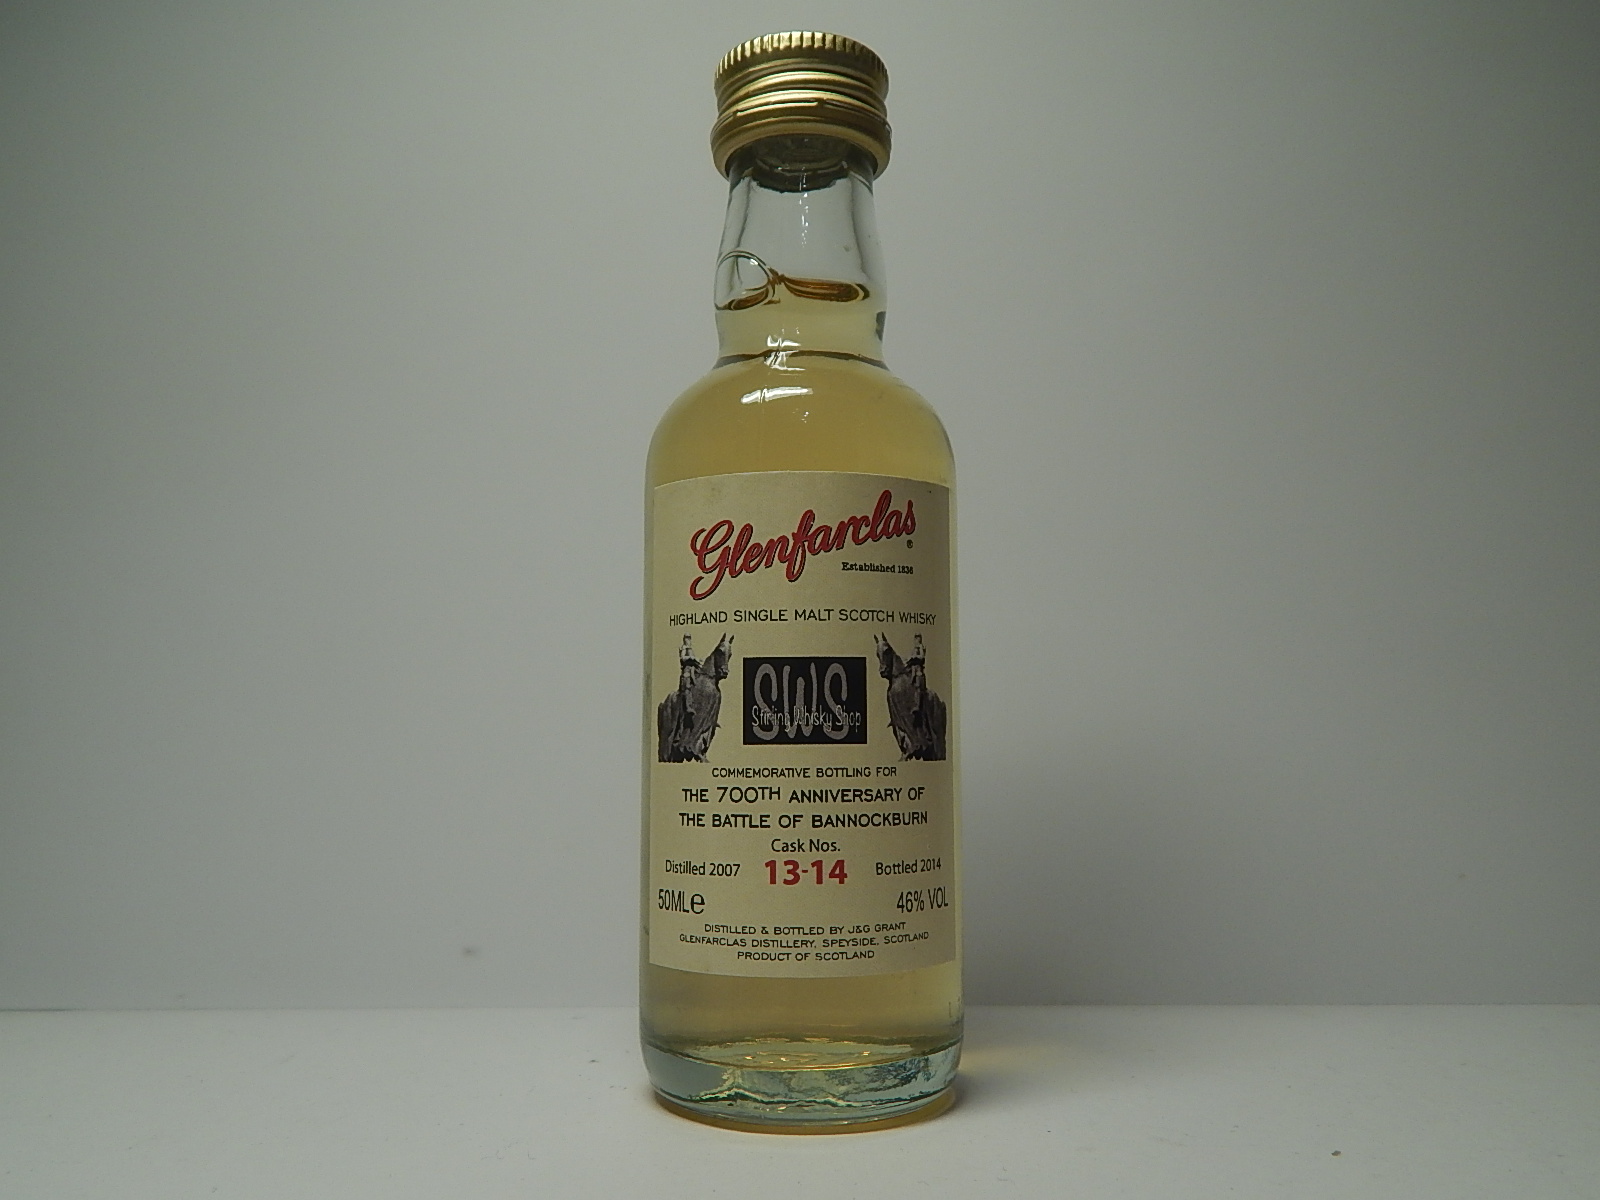 Glenfarclas
®
Established 1836
HIGHLAND SINGLE MALT SCOTCH WHISKY
SWS
Stirling Whisky Shop
COMMEMORATIVE BOTTLING FOR
THE 700TH ANNIVERSARY OF
THE BATTLE OF BANNOCKBURN
Cask Nos.
Distilled 2007 13-14 Bottled 2014
50MLe 46% VOL
DISTILLED & BOTTLED BY J&G GRANT
GLENFARCLAS DISTILLERY, SPEYSIDE, SCOTLAND
PRODUCT OF SCOTLAND